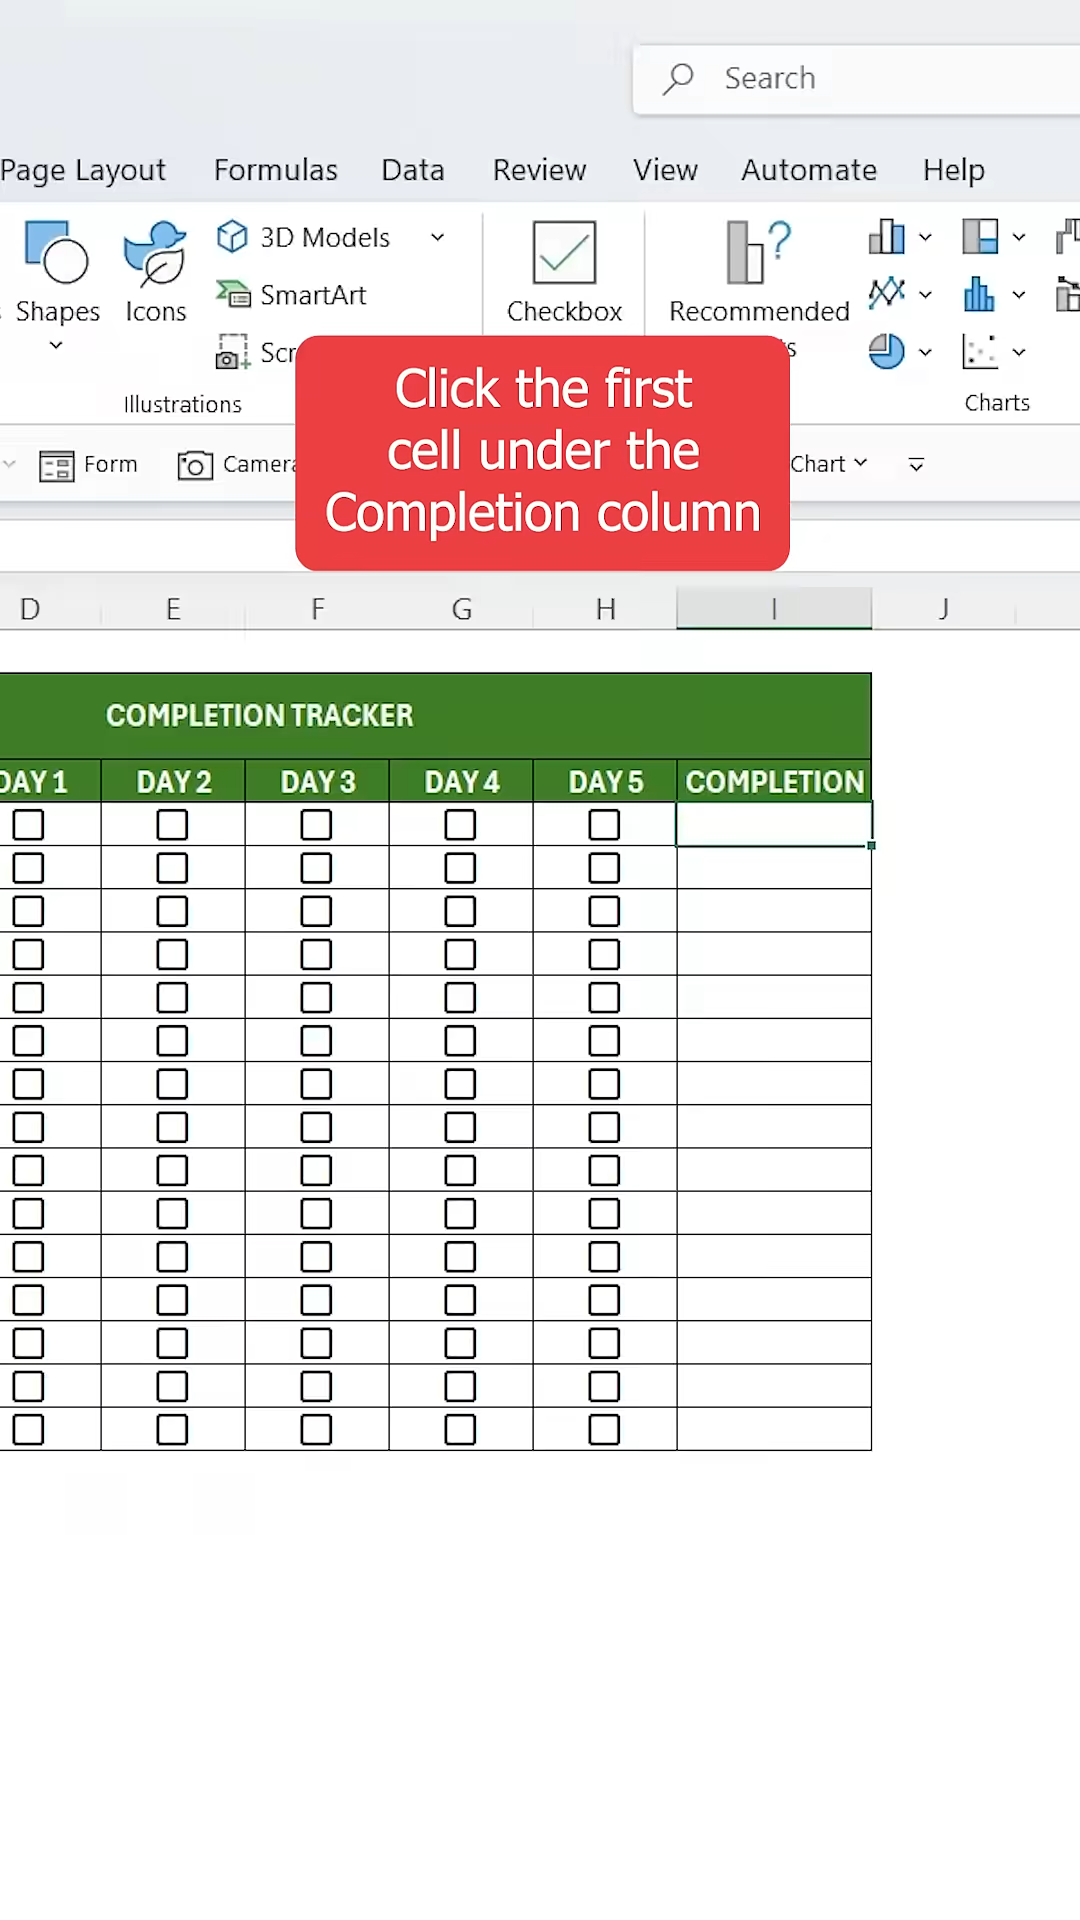 Search
Page Layout Formulas Data Review View Automate Help
3D Models
SmartArt
Shapes Icons Checkbox Recommended
Illustrations
Charts
Form Camera Chart
Click the first
cell under the
Completion column
D E F G H I J
COMPLETION TRACKER
DAY 1 DAY 2 DAY 3 DAY 4 DAY 5 COMPLETION